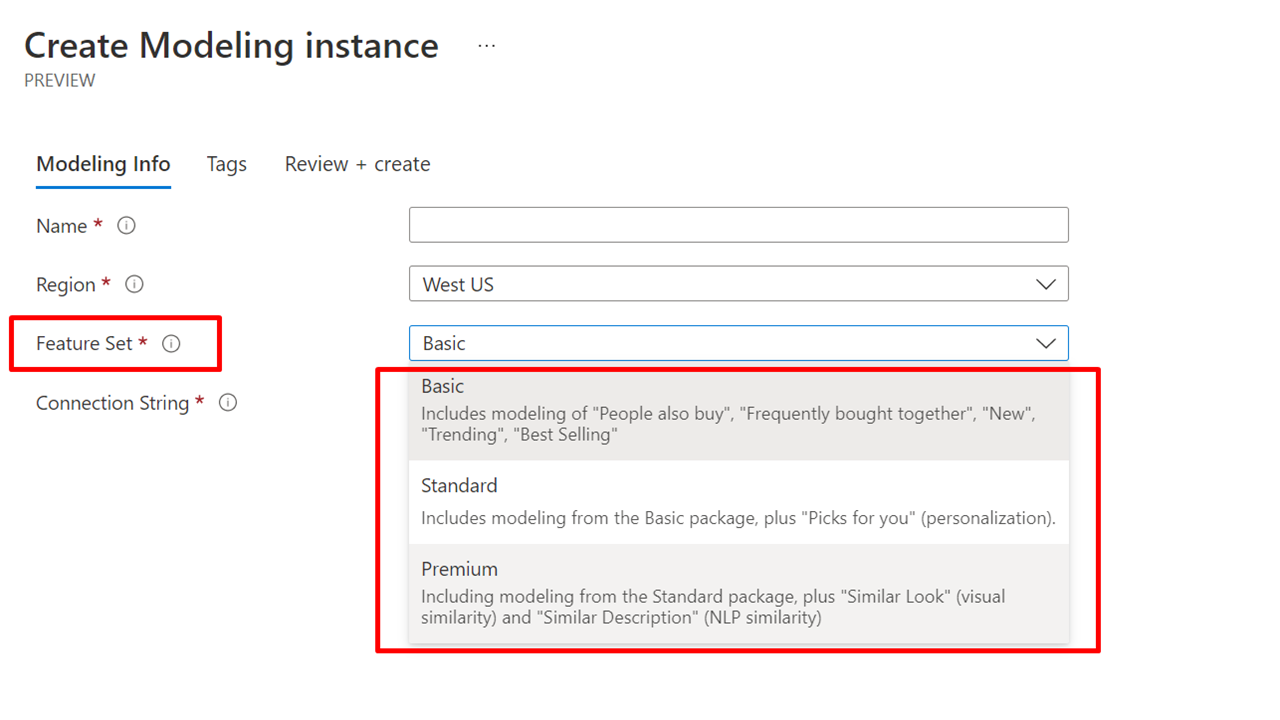 Create Modeling instance ...
PREVIEW
Modeling Info Tags Review + create
Name *
Region * West US
Feature Set * Basic
Connection String *
Basic
Includes modeling of "People also buy", "Frequently bought together", "New",
"Trending", "Best Selling"
Standard
Includes modeling from the Basic package, plus "Picks for you" (personalization).
Premium
Including modeling from the Standard package, plus "Similar Look" (visual
similarity) and "Similar Description" (NLP similarity)